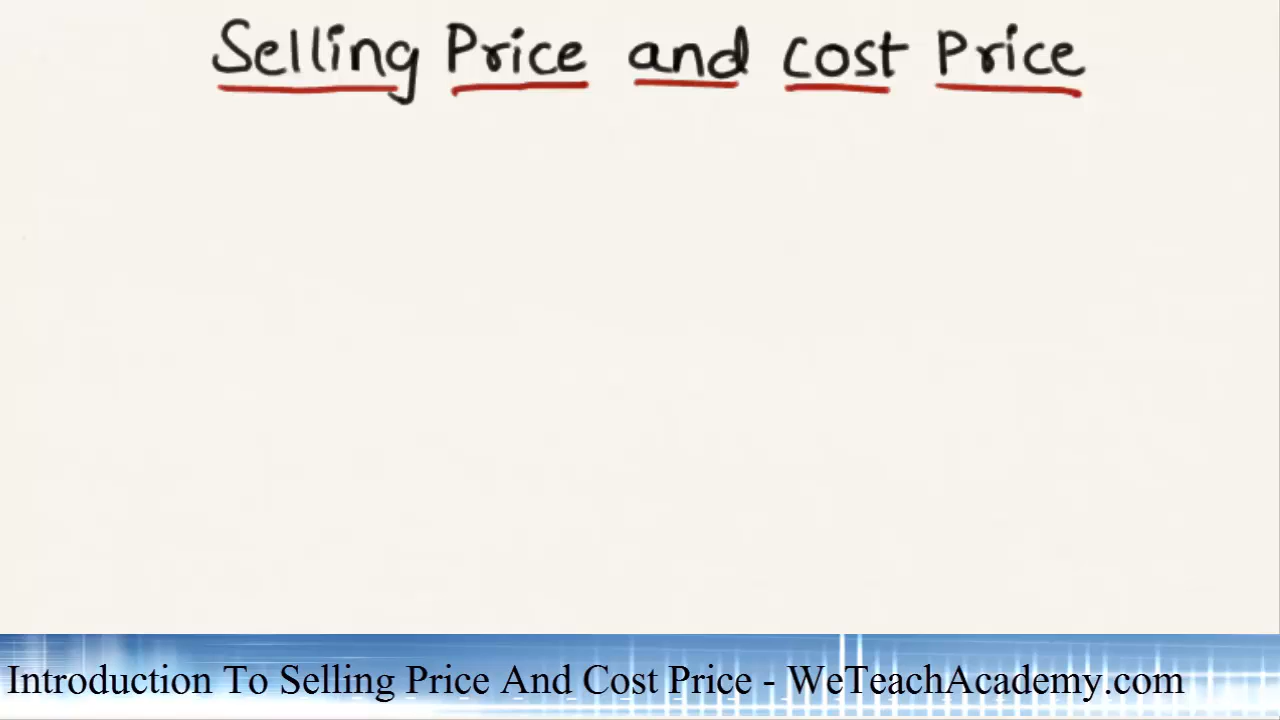 Selling Price and Cost Price
Introduction To Selling Price And Cost Price - WeTeachAcademy.com